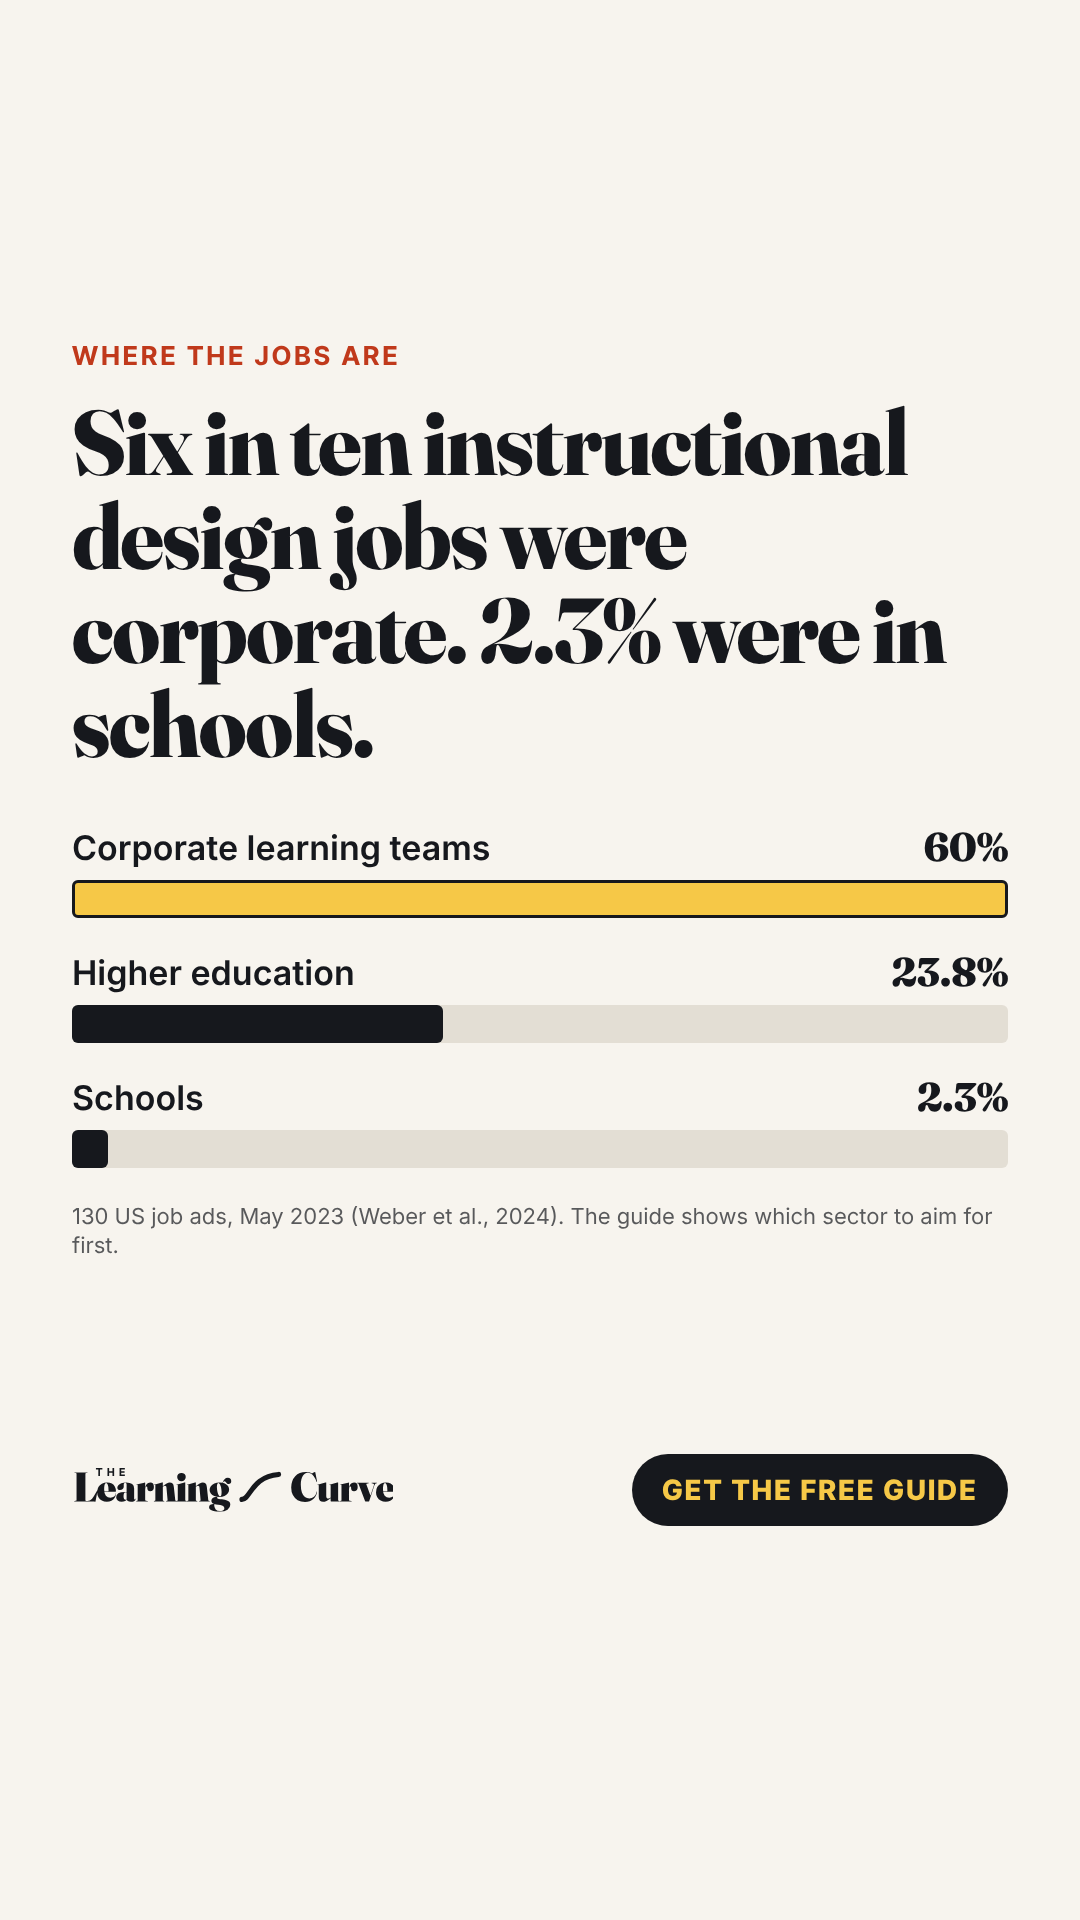 WHERE THE JOBS ARE
Six in ten instructional
design jobs were
corporate. 2.3% were in
schools.
Corporate learning teams 60%
Higher education 23.8%
Schools 2.3%
130 US job ads, May 2023 (Weber et al., 2024). The guide shows which sector to aim for
first.
THE
Learning Curve
GET THE FREE GUIDE